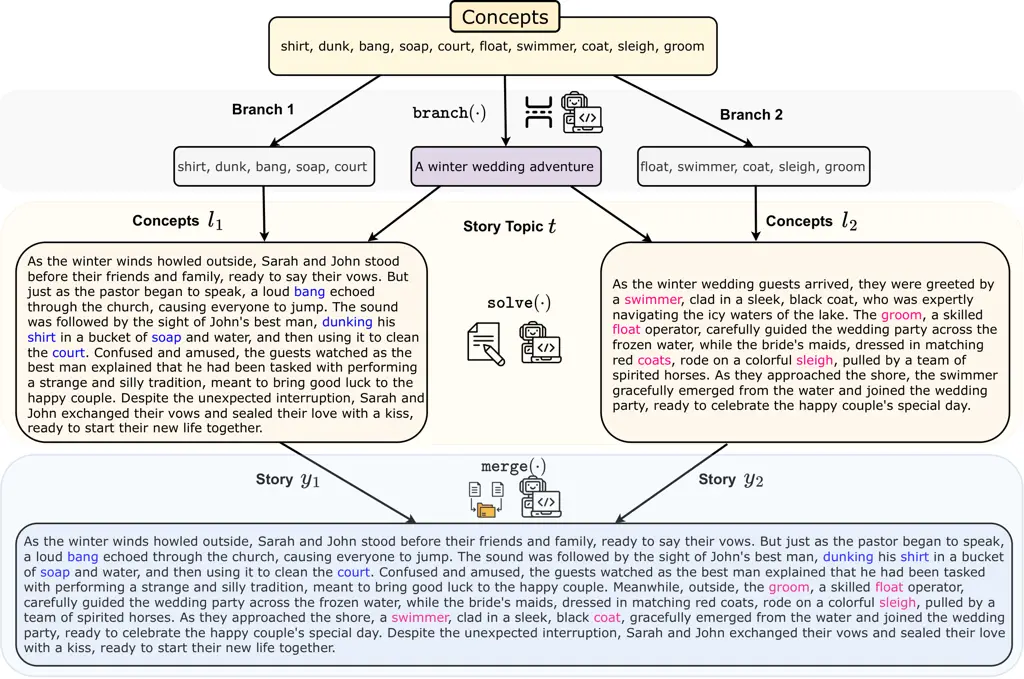 Concepts
shirt, dunk, bang, soap, court, float, swimmer, coat, sleigh, groom
Branch 1
branch(·)
</>
Branch 2
shirt, dunk, bang, soap, court
A winter wedding adventure
float, swimmer, coat, sleigh, groom
Concepts l1
Story Topic t
Concepts l2
As the winter winds howled outside, Sarah and John stood
before their friends and family, ready to say their vows. But
just as the pastor began to speak, a loud bang echoed
through the church, causing everyone to jump. The sound
was followed by the sight of John's best man, dunking his
shirt in a bucket of soap and water, and then using it to clean
the court. Confused and amused, the guests watched as the
best man explained that he had been tasked with performing
a strange and silly tradition, meant to bring good luck to the
happy couple. Despite the unexpected interruption, Sarah and
John exchanged their vows and sealed their love with a kiss,
ready to start their new life together.
solve(·)
</>
As the winter wedding guests arrived, they were greeted by
a swimmer, clad in a sleek, black coat, who was expertly
navigating the icy waters of the lake. The groom, a skilled
float operator, carefully guided the wedding party across the
frozen water, while the bride's maids, dressed in matching
red coats, rode on a colorful sleigh, pulled by a team of
spirited horses. As they approached the shore, the swimmer
gracefully emerged from the water and joined the wedding
party, ready to celebrate the happy couple's special day.
Story y1
merge(·)
</>
Story y2
As the winter winds howled outside, Sarah and John stood before their friends and family, ready to say their vows. But just as the pastor began to speak,
a loud bang echoed through the church, causing everyone to jump. The sound was followed by the sight of John's best man, dunking his shirt in a bucket
of soap and water, and then using it to clean the court. Confused and amused, the guests watched as the best man explained that he had been tasked
with performing a strange and silly tradition, meant to bring good luck to the happy couple. Meanwhile, outside, the groom, a skilled float operator,
carefully guided the wedding party across the frozen water, while the bride's maids, dressed in matching red coats, rode on a colorful sleigh, pulled by a
team of spirited horses. As they approached the shore, a swimmer, clad in a sleek, black coat, gracefully emerged from the water and joined the wedding
party, ready to celebrate the happy couple's special day. Despite the unexpected interruption, Sarah and John exchanged their vows and sealed their love
with a kiss, ready to start their new life together.